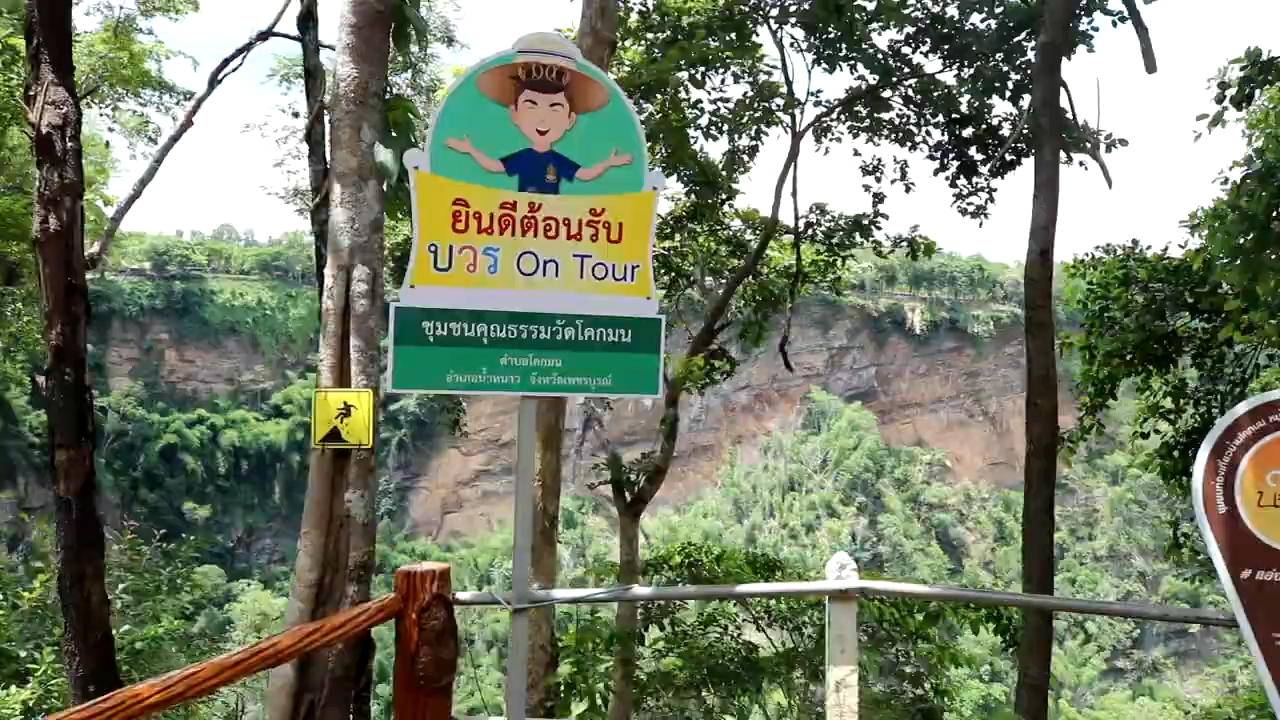 ยินดีต้อนรับ
บวร On Tour
ชุมชนคุณธรรมวัดโคกมน
ตำบลโคกมน
อำเภอน้ำหนาว จังหวัดเพชรบูรณ์